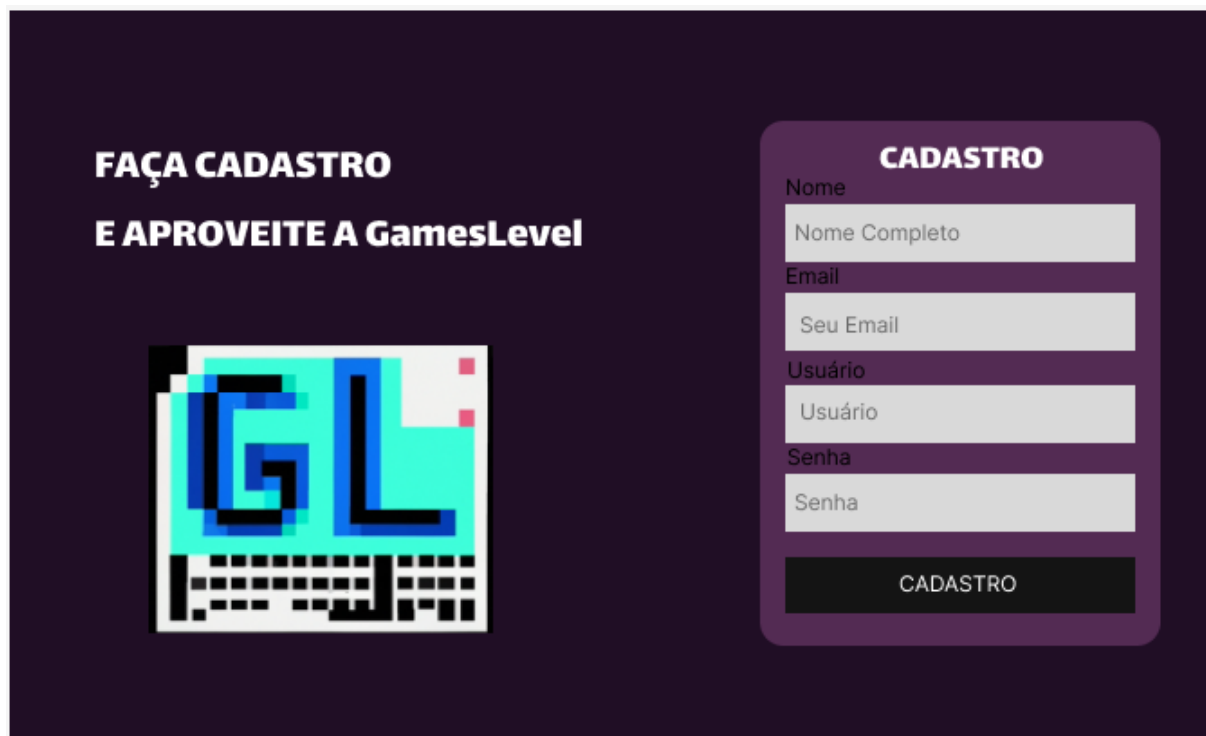 FAÇA CADASTRO
E APROVEITE A GamesLevel
GL
CADASTRO
Nome
Nome Completo
Email
Seu Email
Usuário
Usuário
Senha
Senha
CADASTRO